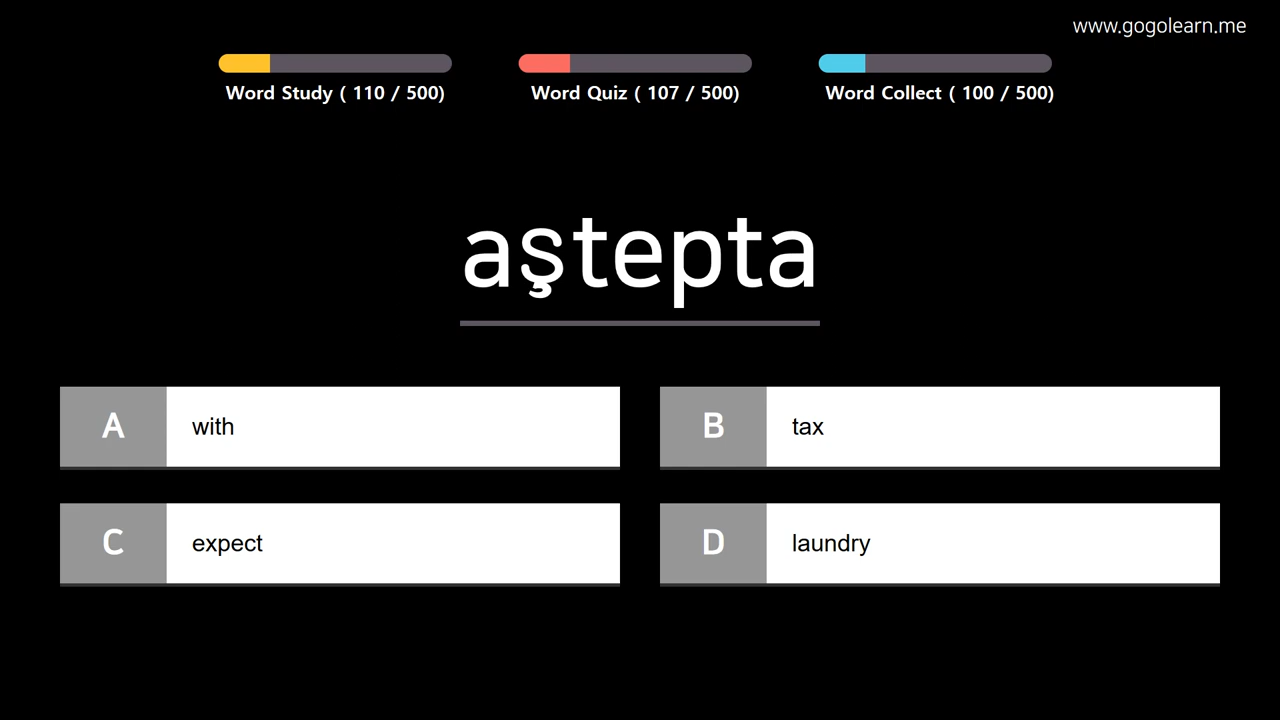 www.gogolearn.me
Word Study ( 110 / 500)
Word Quiz ( 107 / 500)
Word Collect ( 100 / 500)
aştepta
A with
B tax
C expect
D laundry